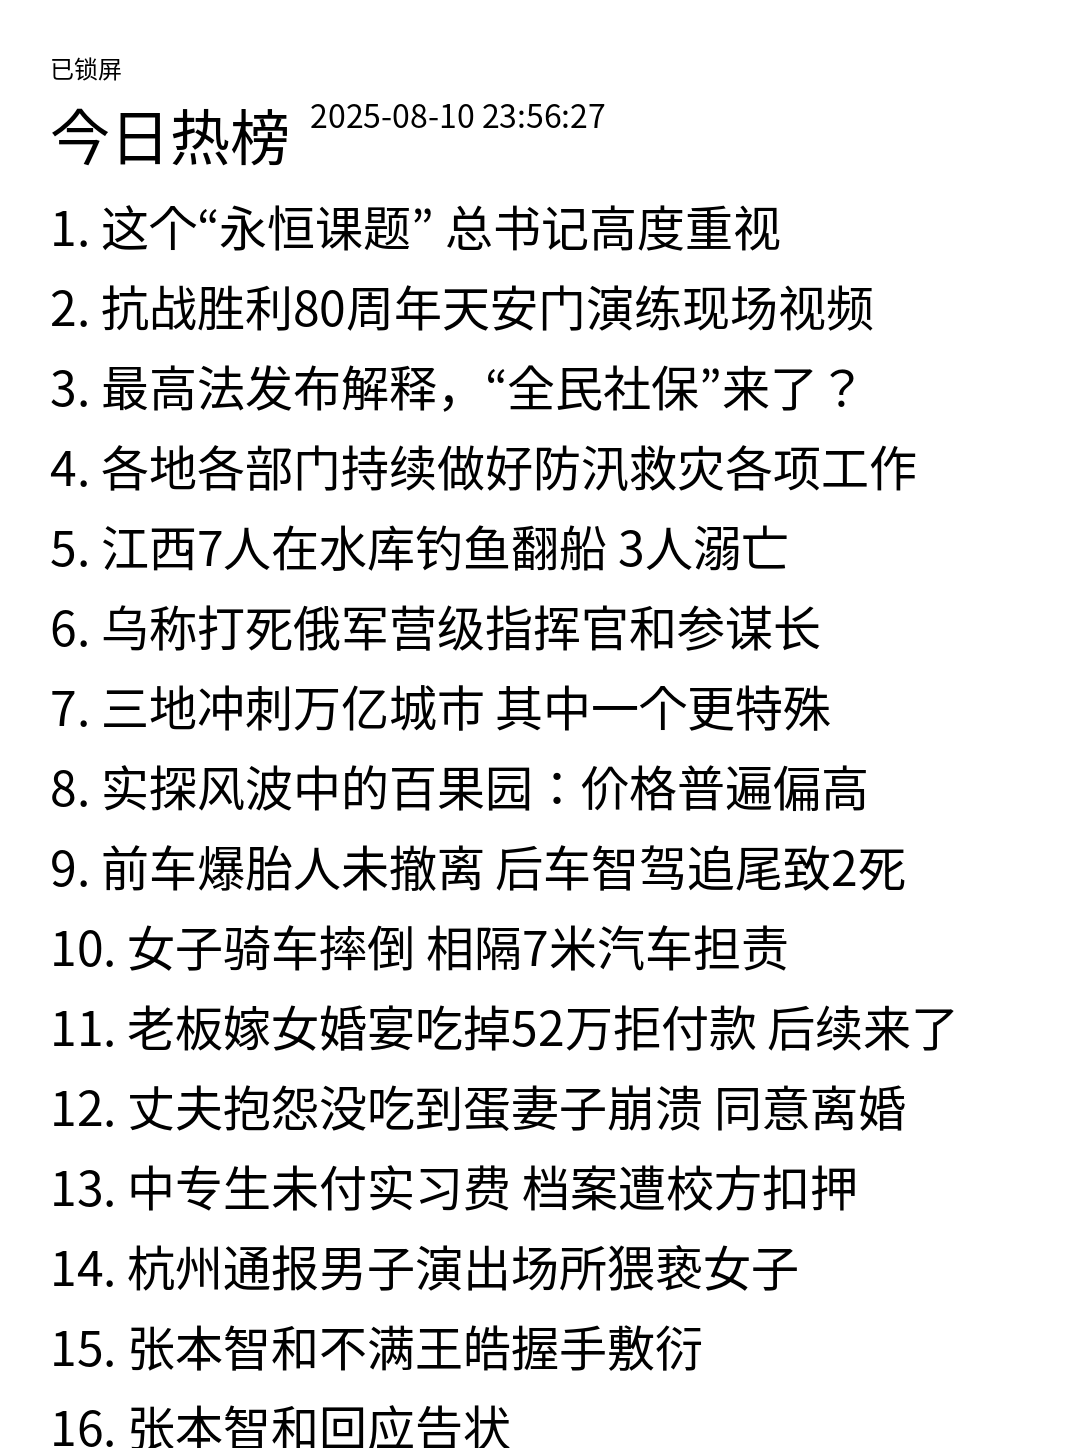 已锁屏
今日热榜 2025-08-10 23:56:27
1. 这个“永恒课题” 总书记高度重视
2. 抗战胜利80周年天安门演练现场视频
3. 最高法发布解释，“全民社保”来了？
4. 各地各部门持续做好防汛救灾各项工作
5. 江西7人在水库钓鱼翻船 3人溺亡
6. 乌称打死俄军营级指挥官和参谋长
7. 三地冲刺万亿城市 其中一个更特殊
8. 实探风波中的百果园：价格普遍偏高
9. 前车爆胎人未撤离 后车智驾追尾致2死
10. 女子骑车摔倒 相隔7米汽车担责
11. 老板嫁女婚宴吃掉52万拒付款 后续来了
12. 丈夫抱怨没吃到蛋妻子崩溃 同意离婚
13. 中专生未付实习费 档案遭校方扣押
14. 杭州通报男子演出场所猥亵女子
15. 张本智和不满王皓握手敷衍
16. 张本智和回应告状